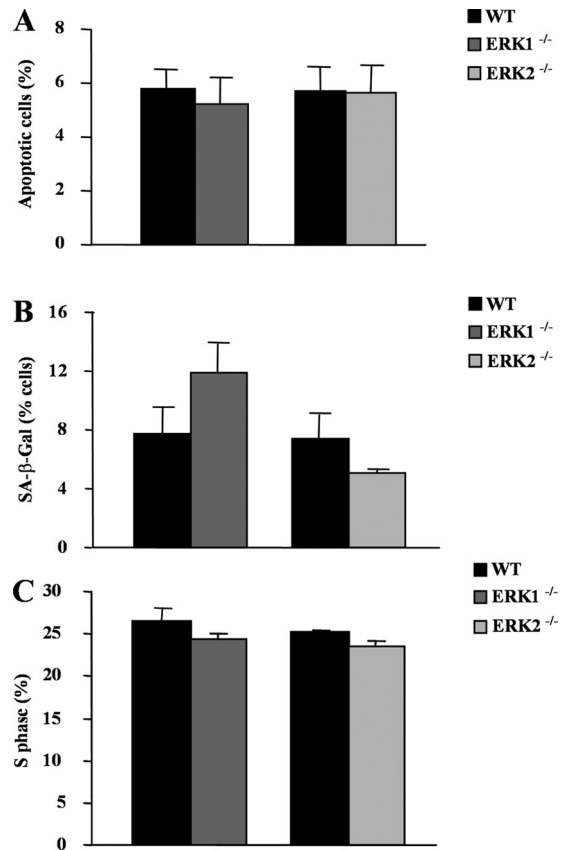 A
Apoptotic cells (%)
8
6
4
2
0
WT
ERK1 -/-
ERK2 -/-
B
SA-β-Gal (% cells)
16
12
8
4
0
WT
ERK1 -/-
ERK2 -/-
C
S phase (%)
30
25
20
15
10
5
0
WT
ERK1 -/-
ERK2 -/-